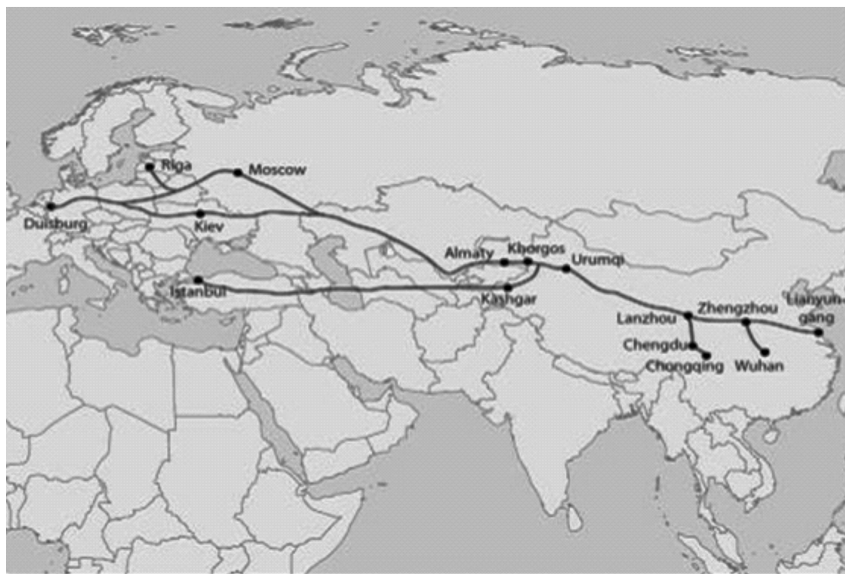 Riga
Moscow
Duisburg
Kiev
Almaty
Khorgos
Urumqi
Istanbul
Kashgar
Lanzhou
Zhengzhou
Lianyun-
gang
Chengdu
Chongqing
Wuhan